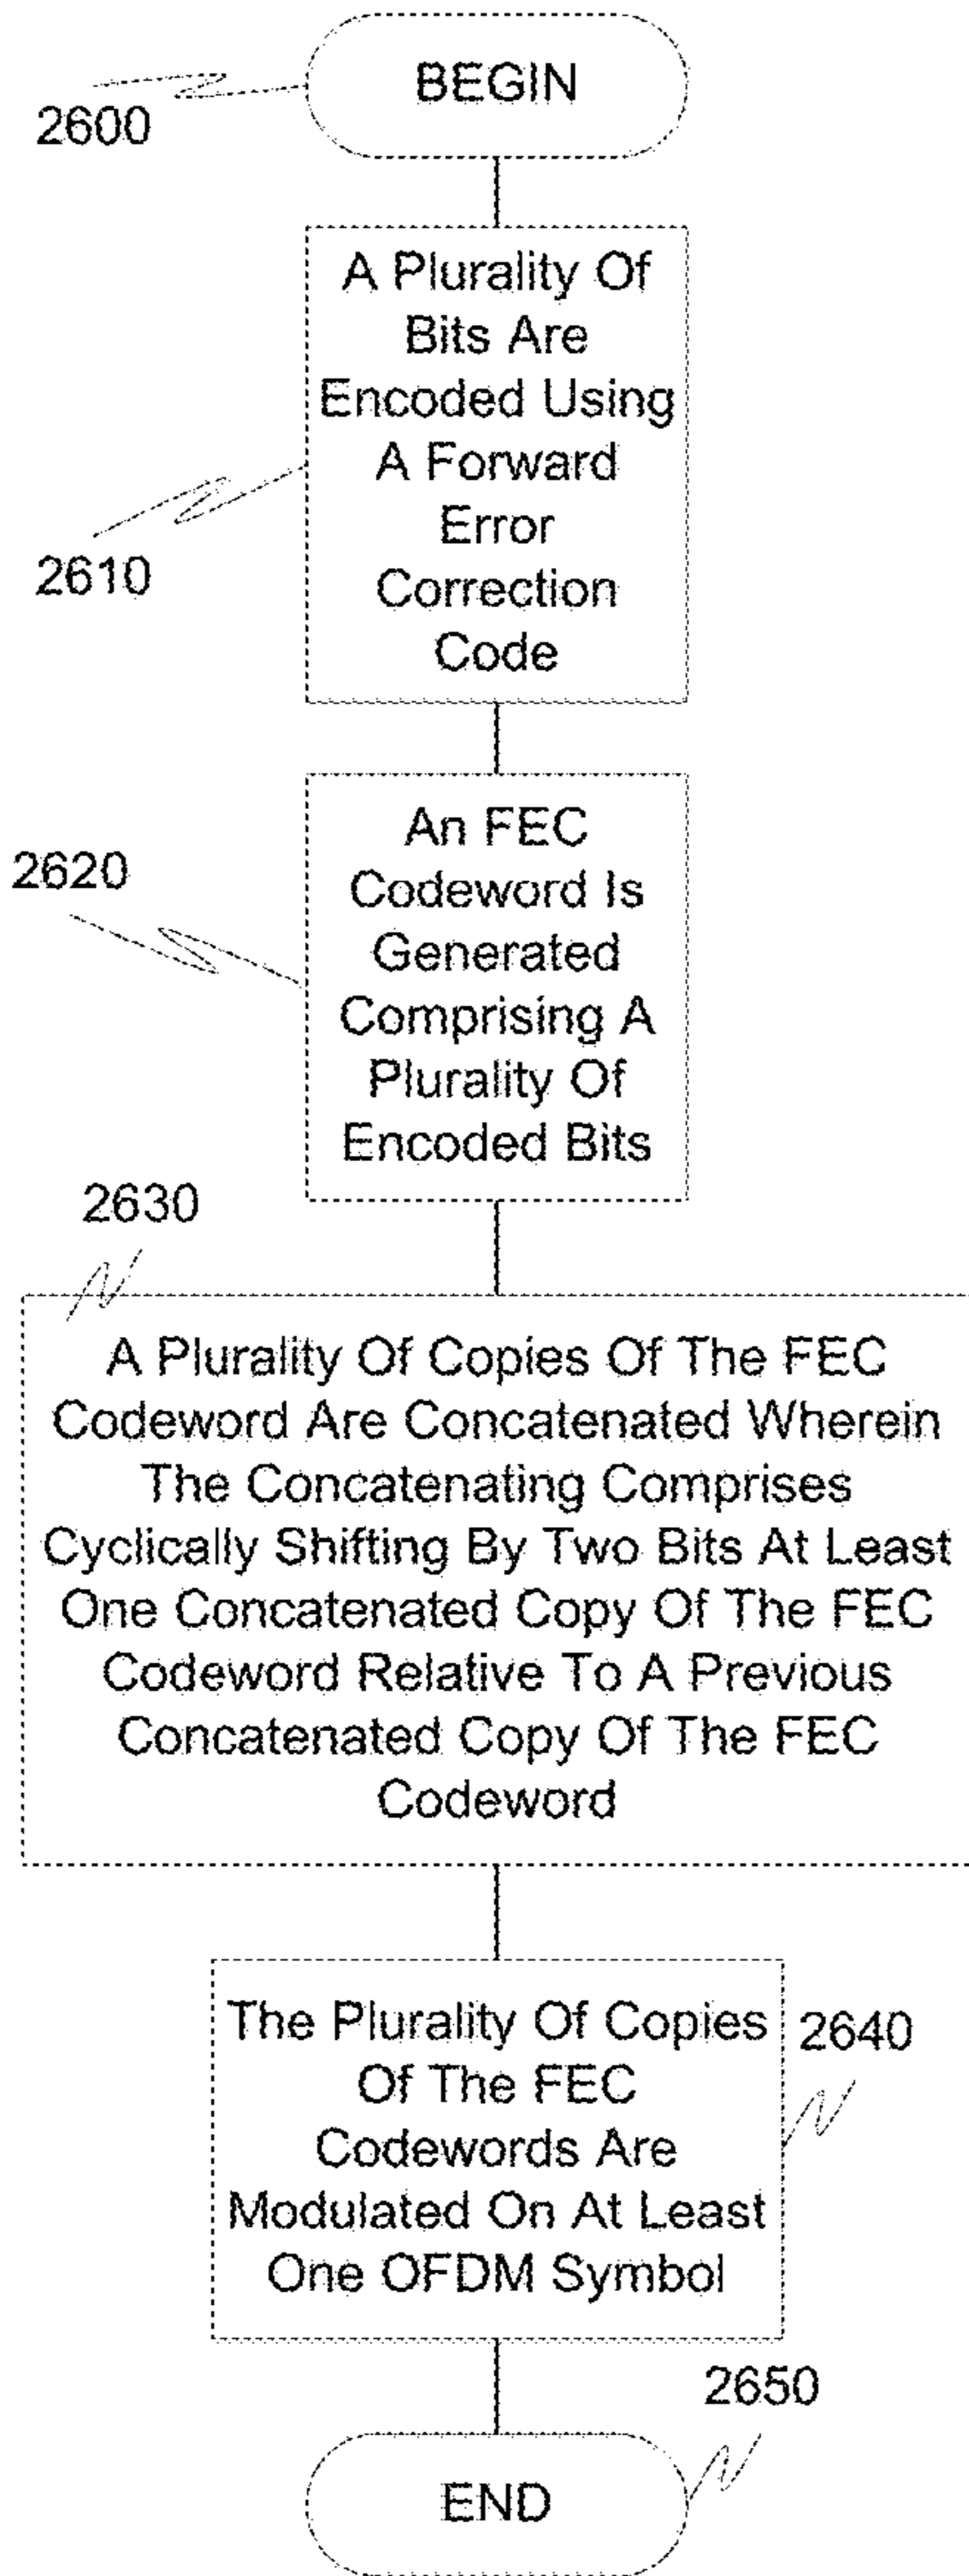 BEGIN
2600
A Plurality Of
Bits Are
Encoded Using
A Forward
Error
Correction
Code
2610
An FEC
Codeword Is
Generated
Comprising A
Plurality Of
Encoded Bits
2620
2630
A Plurality Of Copies Of The FEC
Codeword Are Concatenated Wherein
The Concatenating Comprises
Cyclically Shifting By Two Bits At Least
One Concatenated Copy Of The FEC
Codeword Relative To A Previous
Concatenated Copy Of The FEC
Codeword
The Plurality Of Copies
Of The FEC
Codewords Are
Modulated On At Least
One OFDM Symbol
2640
2650
END